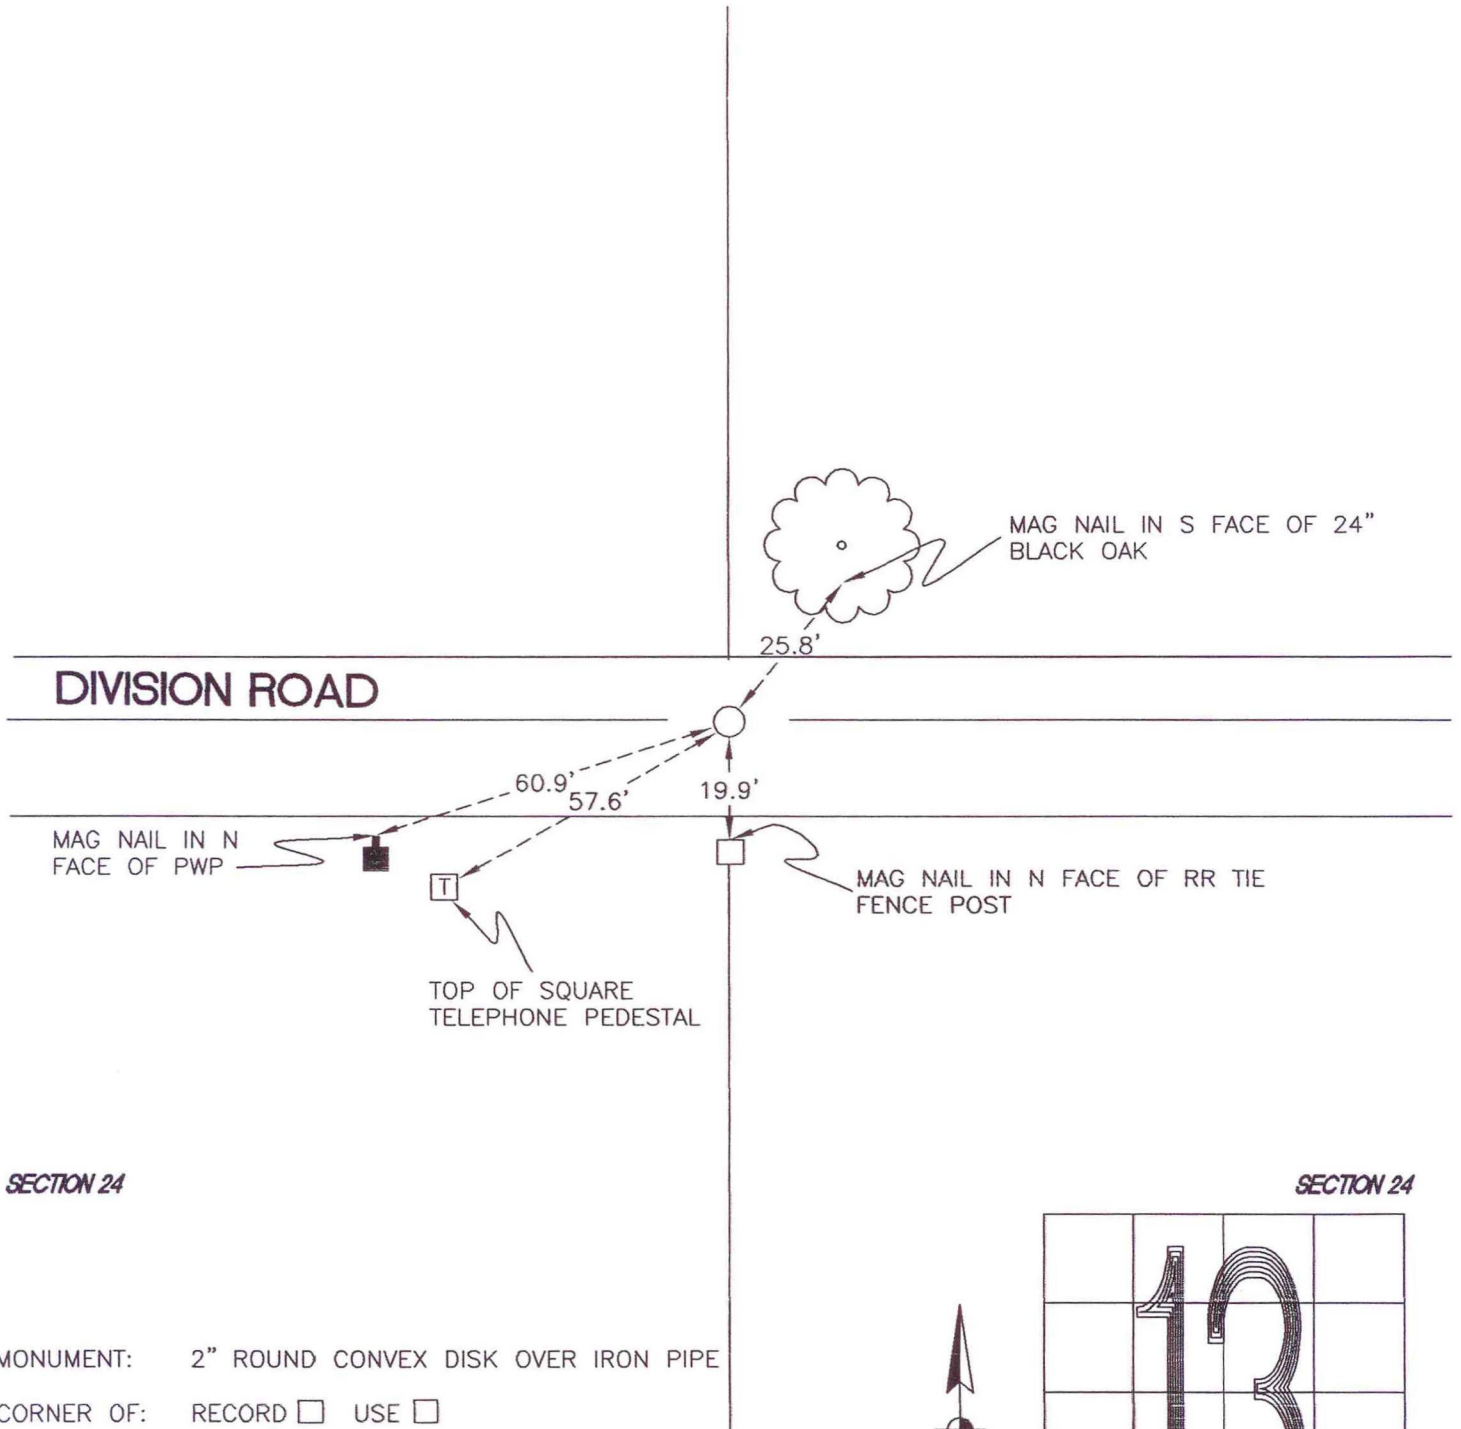 MAG NAIL IN S FACE OF 24"
BLACK OAK
25.8'
DIVISION ROAD
60.9'
57.6'
19.9'
MAG NAIL IN N
FACE OF PWP
T
MAG NAIL IN N FACE OF RR TIE
FENCE POST
TOP OF SQUARE
TELEPHONE PEDESTAL
SECTION 24
SECTION 24
13
MONUMENT: 2" ROUND CONVEX DISK OVER IRON PIPE
CORNER OF: RECORD □ USE □